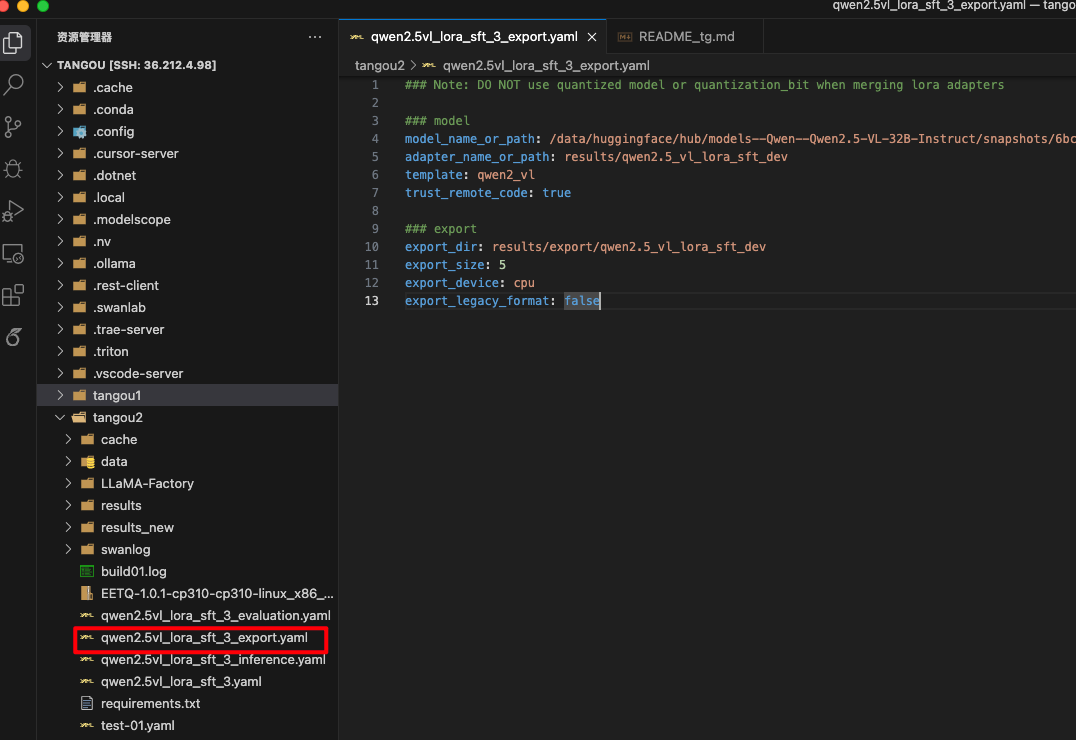 qwen2.5vl_lora_sft_3_export.yaml — tango
资源管理器
qwen2.5vl_lora_sft_3_export.yaml
README_tg.md
TANGOU [SSH: 36.212.4.98]
tangou2 > qwen2.5vl_lora_sft_3_export.yaml
.cache
.conda
.config
.cursor-server
.dotnet
.local
.modelscope
.nv
.ollama
.rest-client
.swanlab
.trae-server
.triton
.vscode-server
tangou1
tangou2
cache
data
LLaMA-Factory
results
results_new
swanlog
build01.log
EETQ-1.0.1-cp310-cp310-linux_x86_...
qwen2.5vl_lora_sft_3_evaluation.yaml
qwen2.5vl_lora_sft_3_export.yaml
qwen2.5vl_lora_sft_3_inference.yaml
qwen2.5vl_lora_sft_3.yaml
requirements.txt
test-01.yaml
1 ### Note: DO NOT use quantized model or quantization_bit when merging lora adapters
2
3 ### model
4 model_name_or_path: /data/huggingface/hub/models--Qwen--Qwen2.5-VL-32B-Instruct/snapshots/6bc
5 adapter_name_or_path: results/qwen2.5_vl_lora_sft_dev
6 template: qwen2_vl
7 trust_remote_code: true
8
9 ### export
10 export_dir: results/export/qwen2.5_vl_lora_sft_dev
11 export_size: 5
12 export_device: cpu
13 export_legacy_format: false